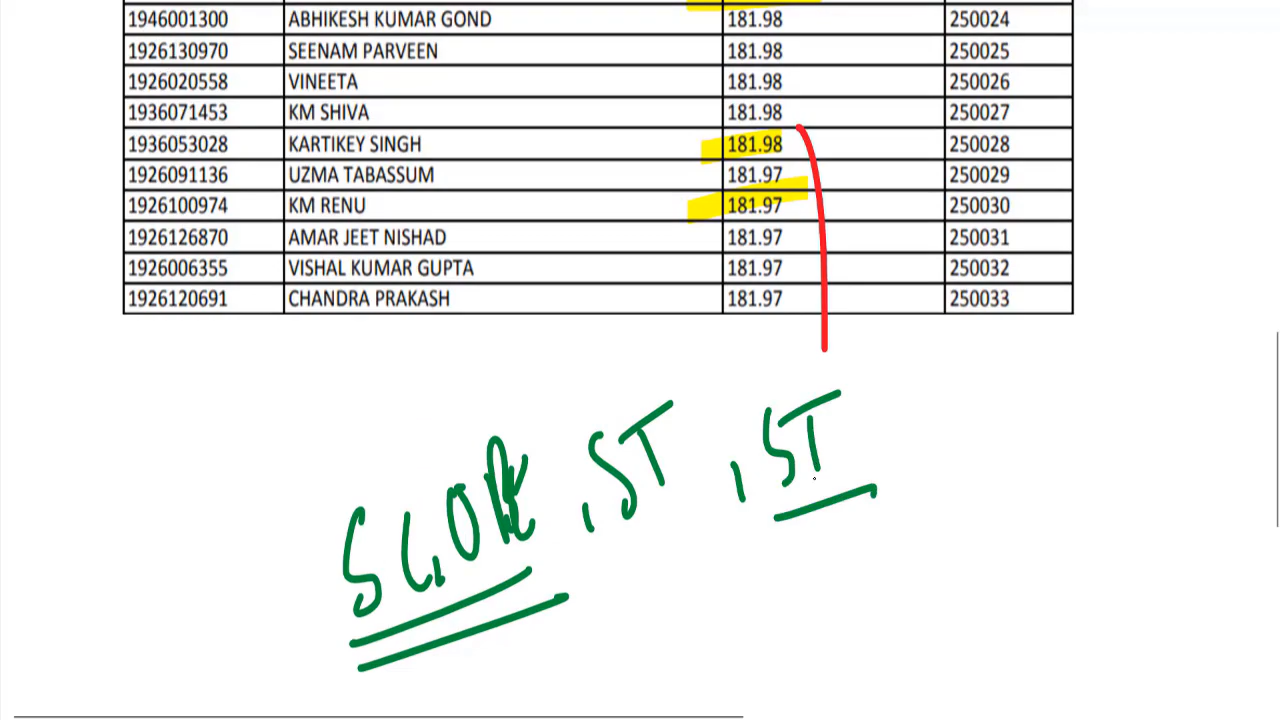 1946001300 ABHIKESH KUMAR GOND 181.98 250024
1926130970 SEENAM PARVEEN 181.98 250025
1926020558 VINEETA 181.98 250026
1936071453 KM SHIVA 181.98 250027
1936053028 KARTIKEY SINGH 181.98 250028
1926091136 UZMA TABASSUM 181.97 250029
1926100974 KM RENU 181.97 250030
1926126870 AMAR JEET NISHAD 181.97 250031
1926006355 VISHAL KUMAR GUPTA 181.97 250032
1926120691 CHANDRA PRAKASH 181.97 250033
, ST , ST